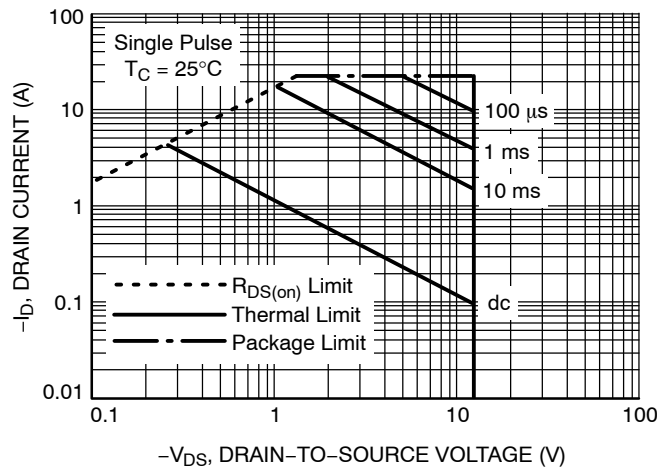 100
10
1
0.1
0.01
-I_D, DRAIN CURRENT (A)
Single Pulse
T_C = 25°C
100 μs
1 ms
10 ms
dc
R_DS(on) Limit
Thermal Limit
Package Limit
0.1
1
10
100
-V_DS, DRAIN-TO-SOURCE VOLTAGE (V)